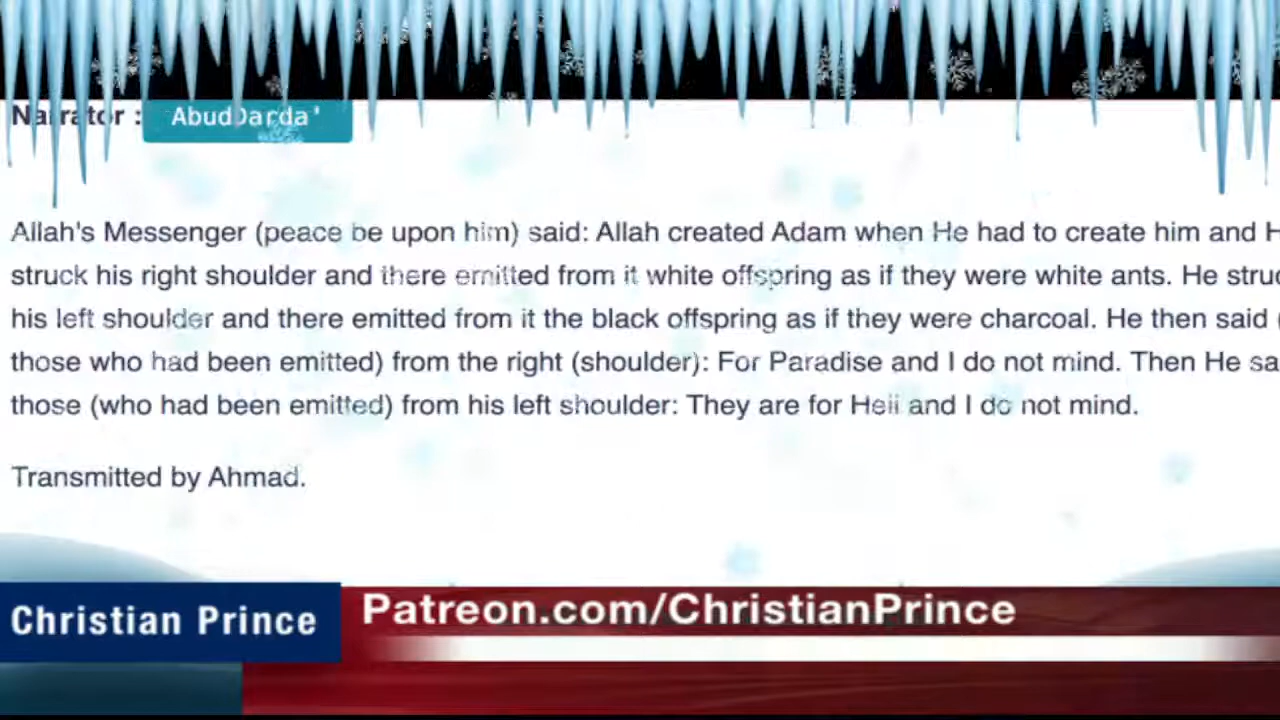 Narrator : AbudDarda'
Allah's Messenger (peace be upon him) said: Allah created Adam when He had to create him and H
struck his right shoulder and there emitted from it white offspring as if they were white ants. He struc
his left shoulder and there emitted from it the black offspring as if they were charcoal. He then said (
those who had been emitted) from the right (shoulder): For Paradise and I do not mind. Then He sa
those (who had been emitted) from his left shoulder: They are for Hell and I do not mind.
Transmitted by Ahmad.
Christian Prince
Patreon.com/ChristianPrince